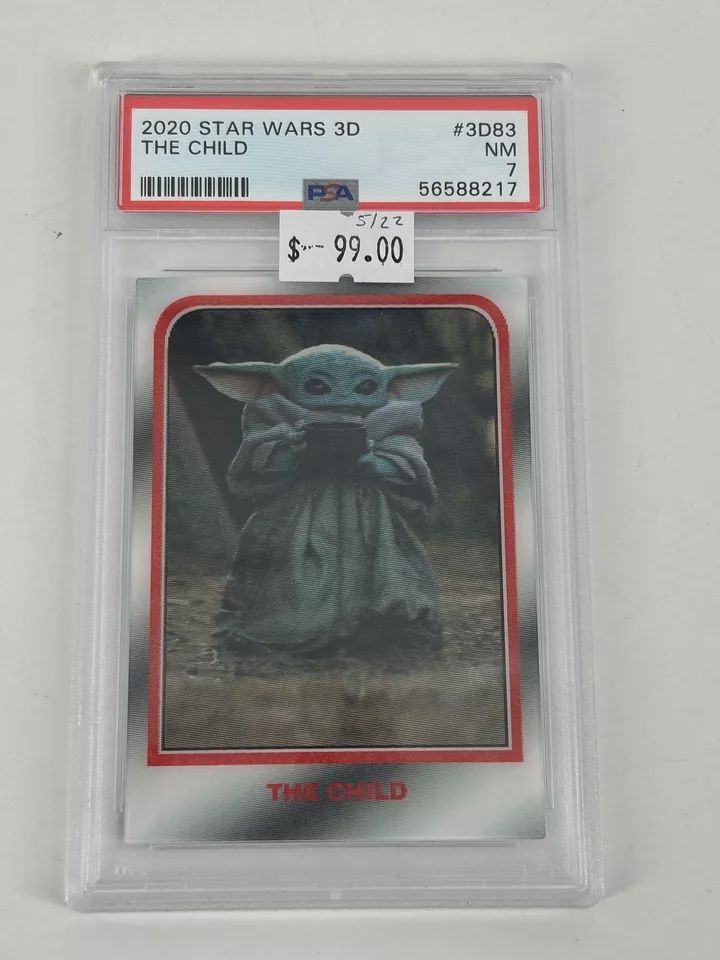 2020 STAR WARS 3D #3D83
THE CHILD NM
7
56588217
PSA
5/22
$ 99.00
THE CHILD